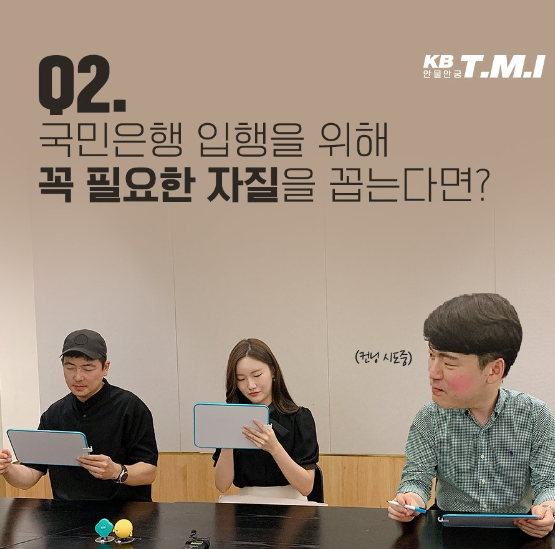 Q2.
KB T.M.I
안물안궁
국민은행 입행을 위해
꼭 필요한 자질을 꼽는다면?
(컨닝 시도중)